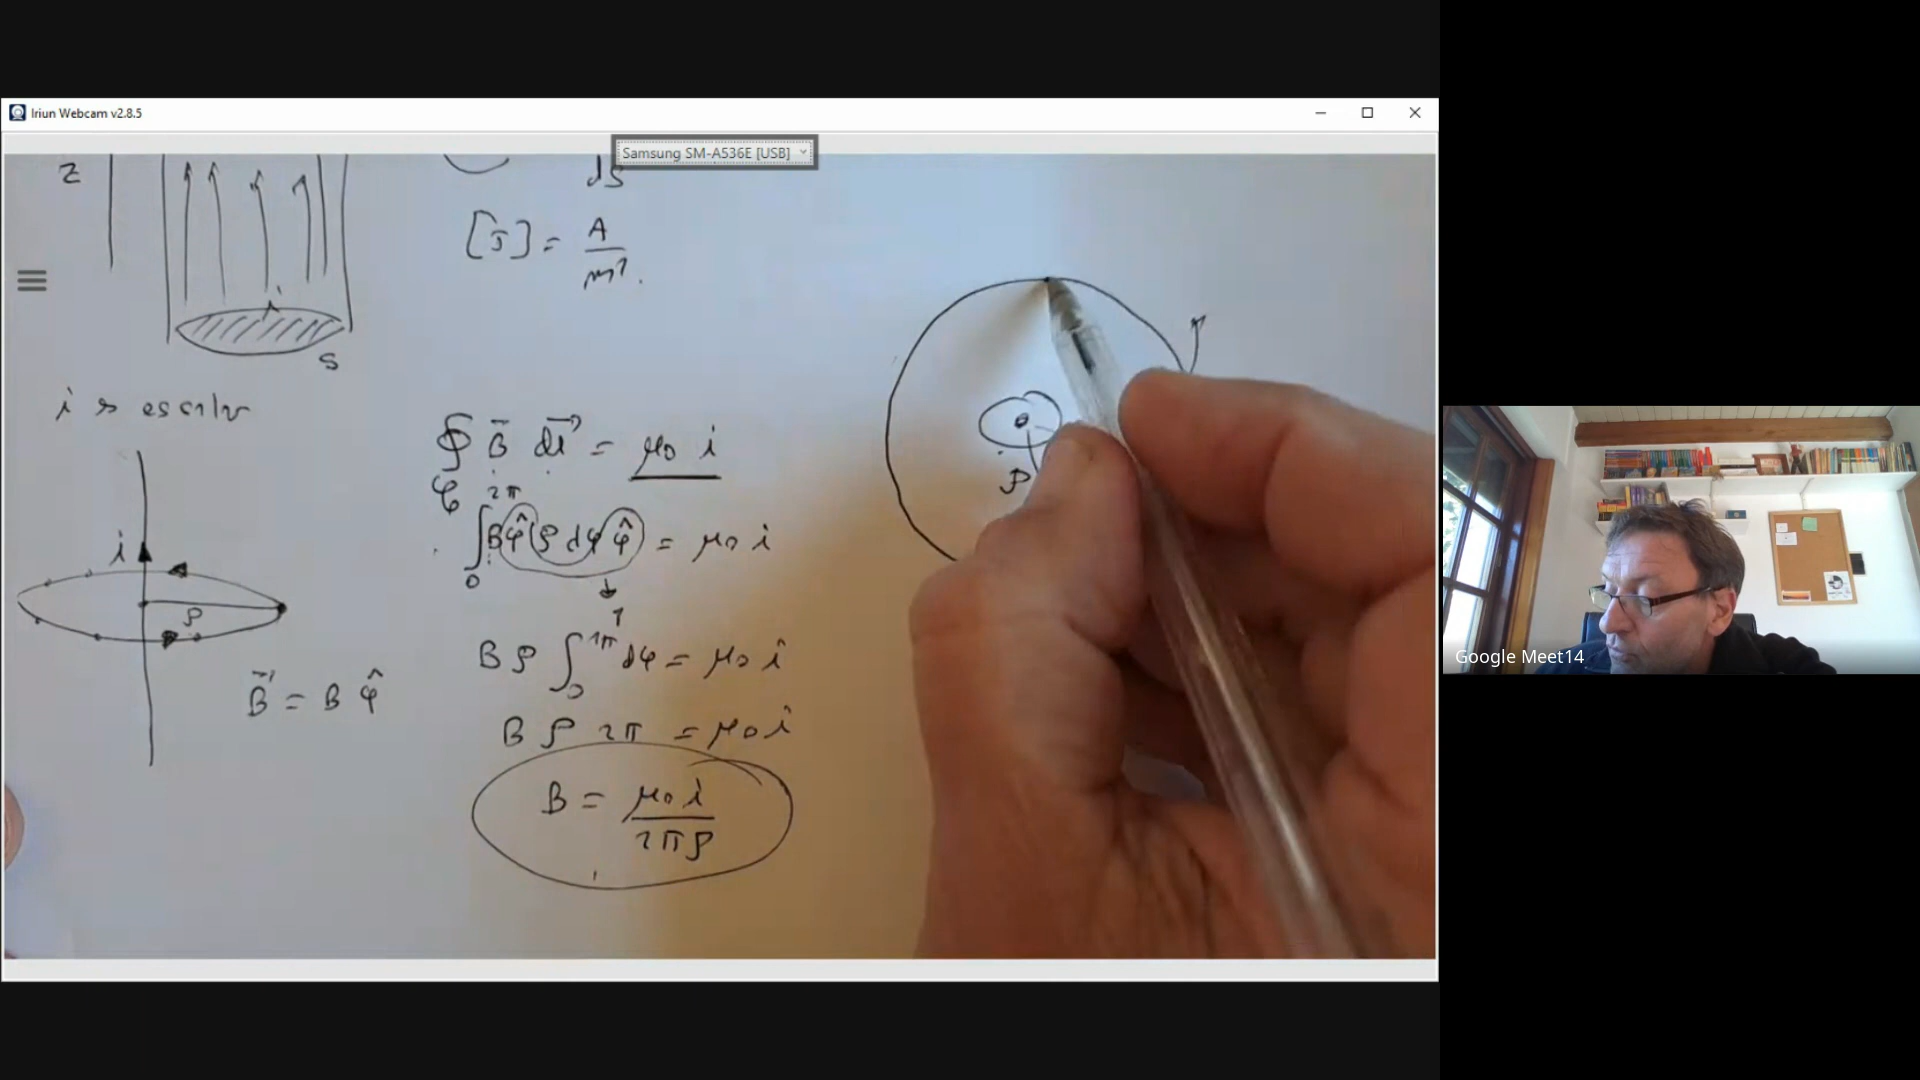 Iriun Webcam v2.8.5
Samsung SM-A536E [USB]
z
dS
[J] = A / m².
S
i es escalar
∮ B⃗ dl⃗ = μ₀ i
C
∫₀^2π B φ̂ (ρ dφ φ̂) = μ₀ i
1
B ρ ∫₀^2π dφ = μ₀ i
B ρ 2π = μ₀ i
B = μ₀ i / 2πρ
i
ρ
B⃗ = B φ̂
ρ
Google Meet14